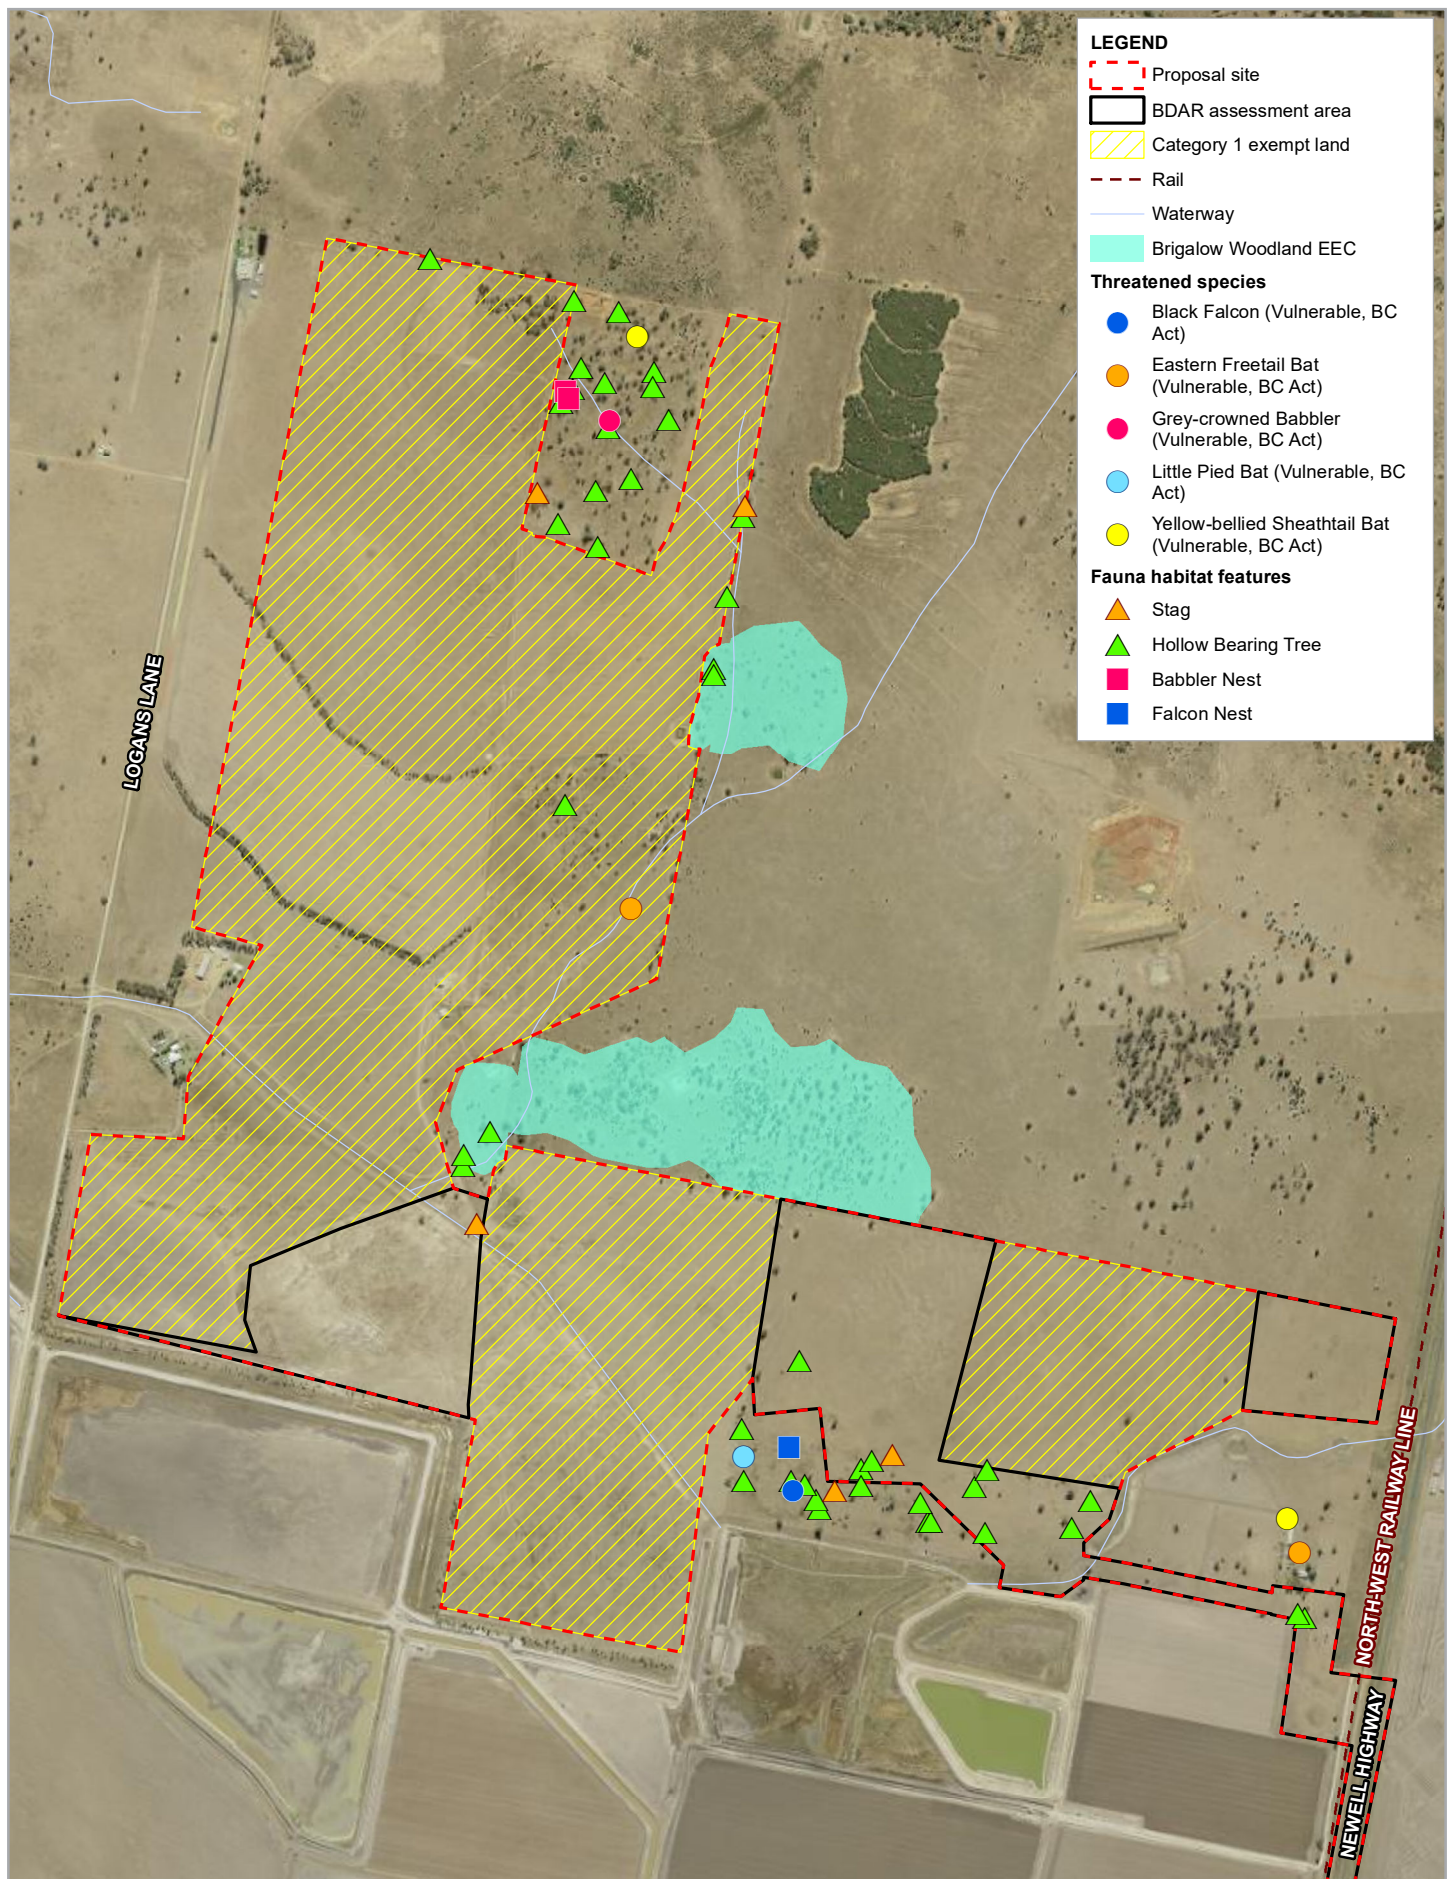 LEGEND
Proposal site
BDAR assessment area
Category 1 exempt land
Rail
Waterway
Brigalow Woodland EEC
Threatened species
Black Falcon (Vulnerable, BC
Act)
Eastern Freetail Bat
(Vulnerable, BC Act)
Grey-crowned Babbler
(Vulnerable, BC Act)
Little Pied Bat (Vulnerable, BC
Act)
Yellow-bellied Sheathtail Bat
(Vulnerable, BC Act)
Fauna habitat features
Stag
Hollow Bearing Tree
Babbler Nest
Falcon Nest
LOGANS LANE
NORTH-WEST RAILWAY LINE
NEWELL HIGHWAY